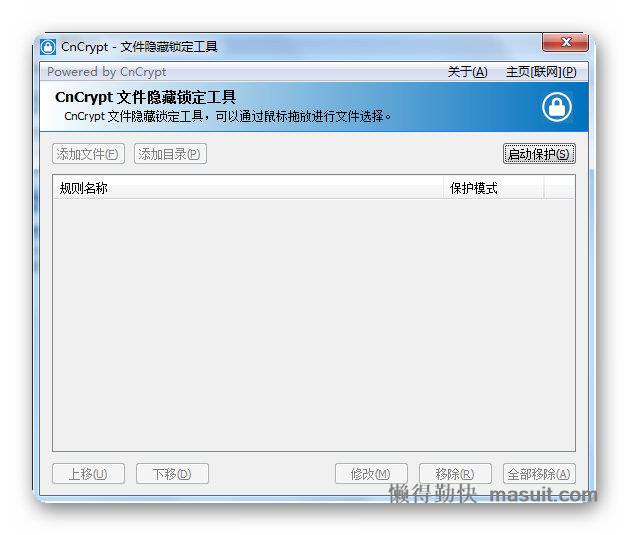 CnCrypt - 文件隐藏锁定工具
Powered by CnCrypt 关于(A) 主页[联网](P)
CnCrypt 文件隐藏锁定工具
CnCrypt 文件隐藏锁定工具，可以通过鼠标拖放进行文件选择。
添加文件(F) 添加目录(P) 启动保护(S)
规则名称 保护模式
上移(U) 下移(D) 修改(M) 移除(R) 全部移除(A)
懒得勤快 masuit.com